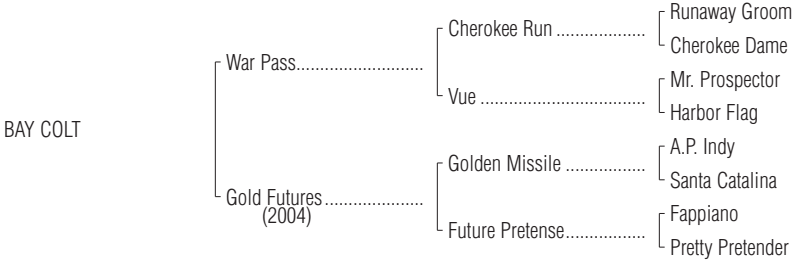 Runaway Groom
Cherokee Run ...................
Cherokee Dame
War Pass...........................
Mr. Prospector
Vue ...................................
Harbor Flag
BAY COLT
A.P. Indy
Golden Missile .................
Santa Catalina
Gold Futures.....................
(2004)
Fappiano
Future Pretense.................
Pretty Pretender